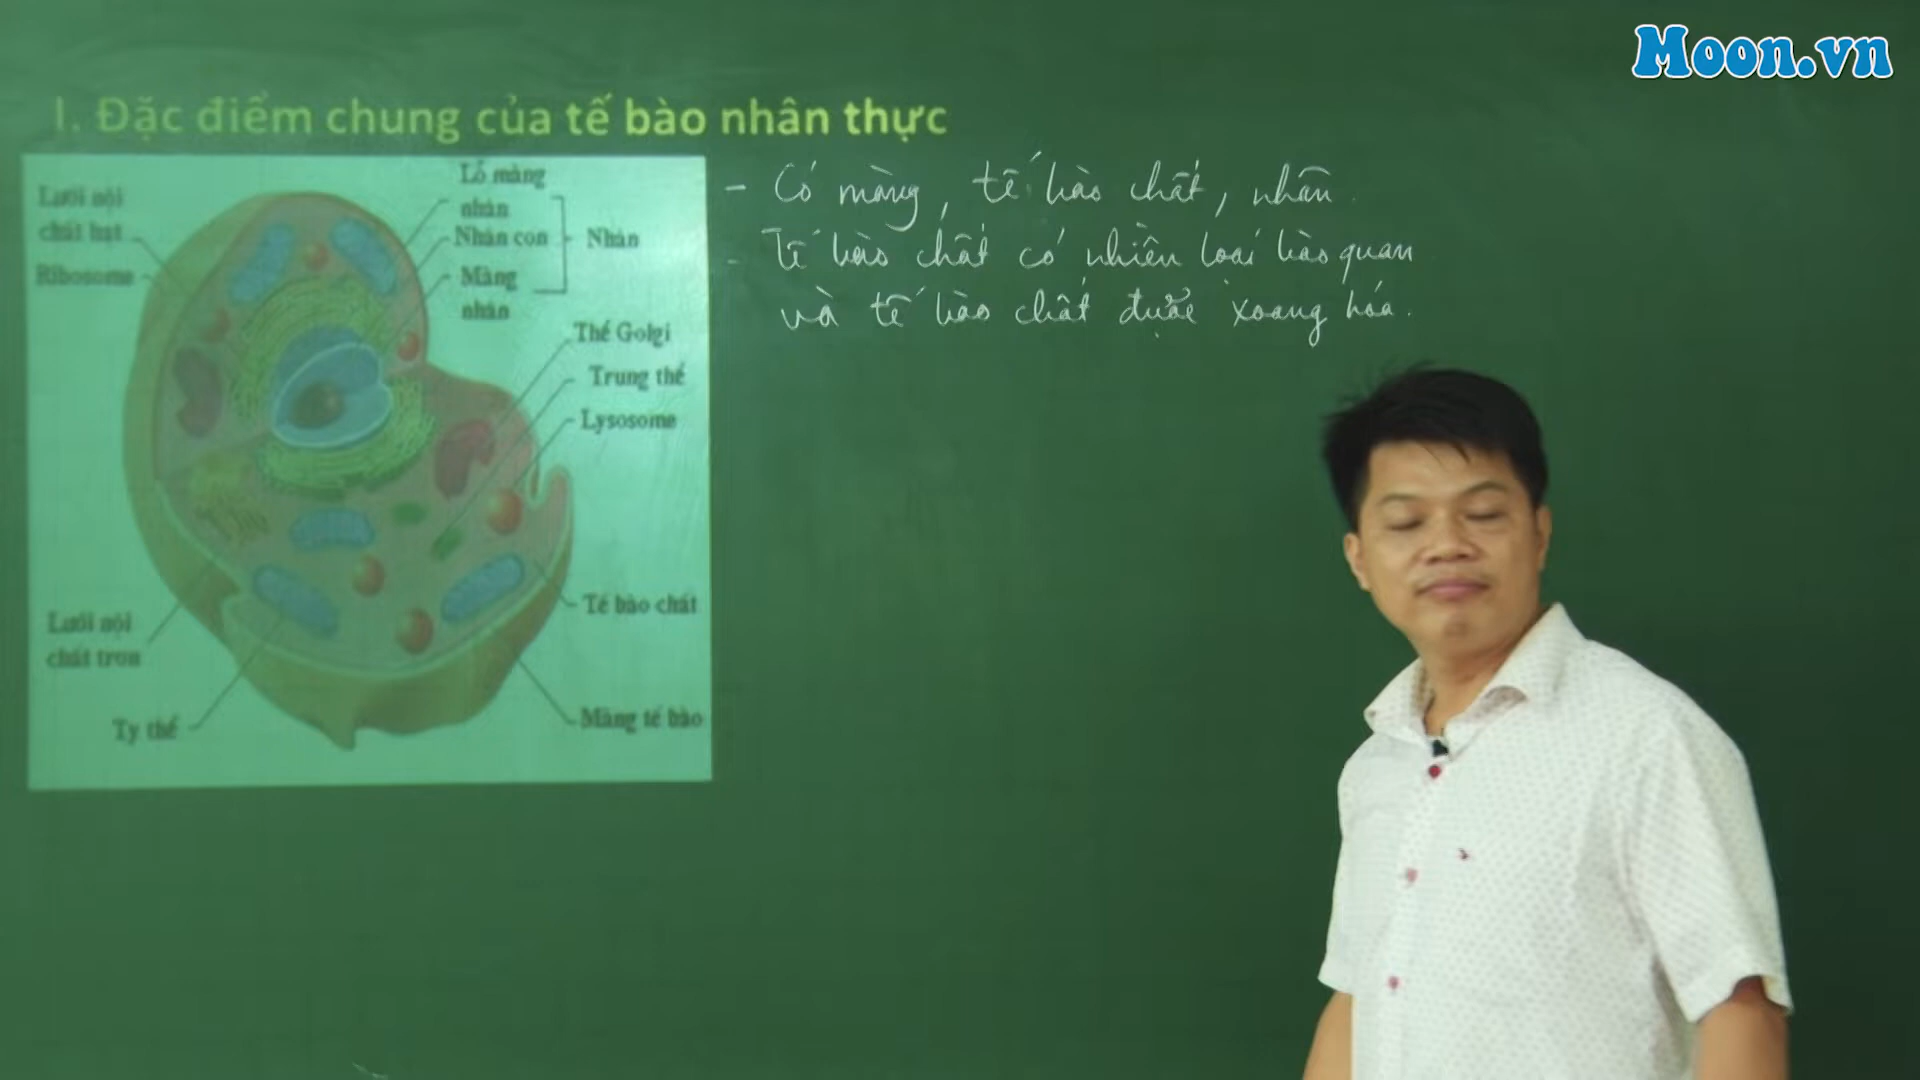 Moon.vn
I. Đặc điểm chung của tế bào nhân thực
Lưới nội
chất hạt
Ribosome
Lỗ màng
nhân
Nhân con
Màng
nhân
Nhân
Thể Golgi
Trung thể
Lysosome
Tế bào chất
Màng tế bào
Lưới nội
chất trơn
Ty thể
- Có màng, tế bào chất, nhân.
- Tế bào chất có nhiều loại bào quan
và tế bào chất được xoang hóa.